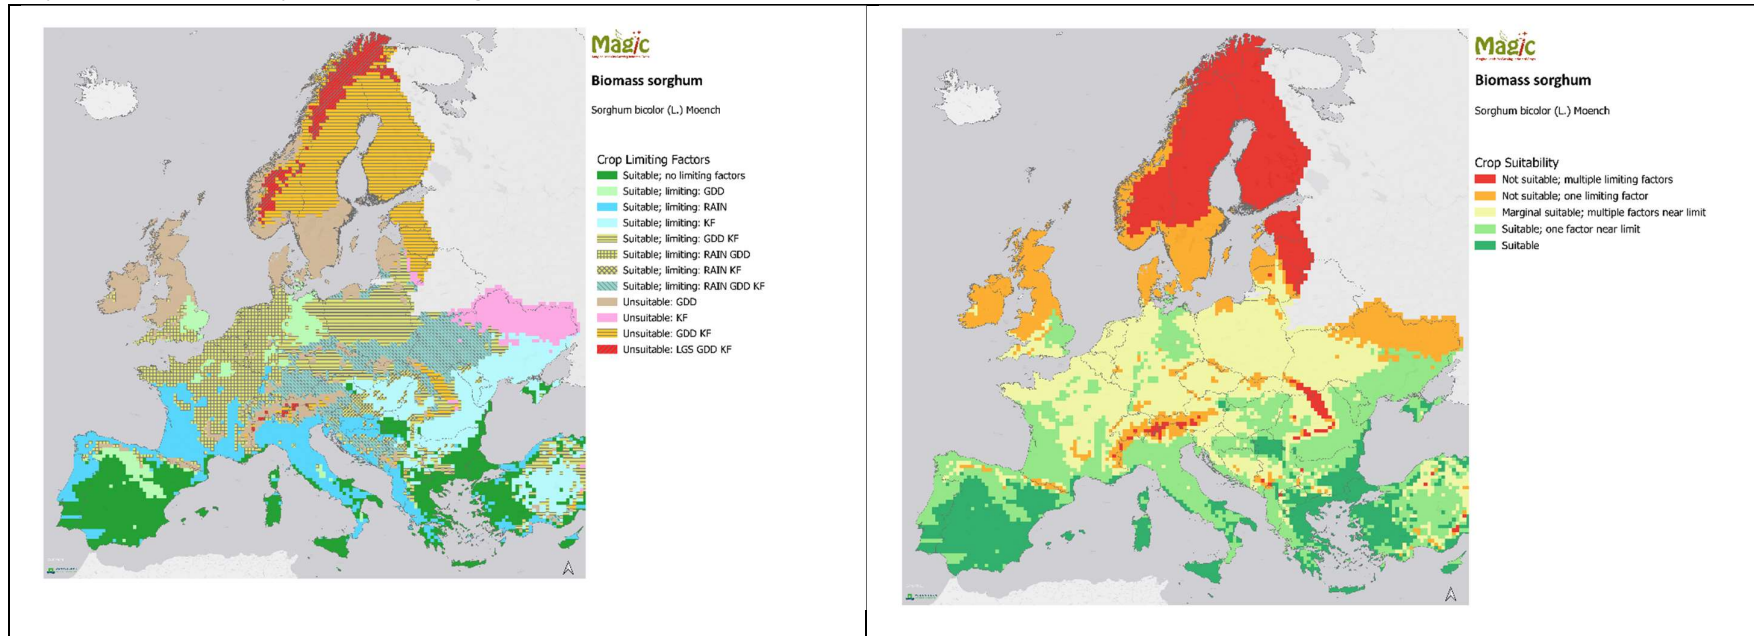 Magic
Biomass sorghum
Sorghum bicolor (L.) Moench
Crop Limiting Factors
Suitable; no limiting factors
Suitable; limiting: GDD
Suitable; limiting: RAIN
Suitable; limiting: KF
Suitable; limiting: GDD KF
Suitable; limiting: RAIN GDD
Suitable; limiting: RAIN KF
Suitable; limiting: RAIN GDD KF
Unsuitable: GDD
Unsuitable: KF
Unsuitable: GDD KF
Unsuitable: LGS GDD KF
Magic
Biomass sorghum
Sorghum bicolor (L.) Moench
Crop Suitability
Not suitable; multiple limiting factors
Not suitable; one limiting factor
Marginal suitable; multiple factors near limit
Suitable; one factor near limit
Suitable